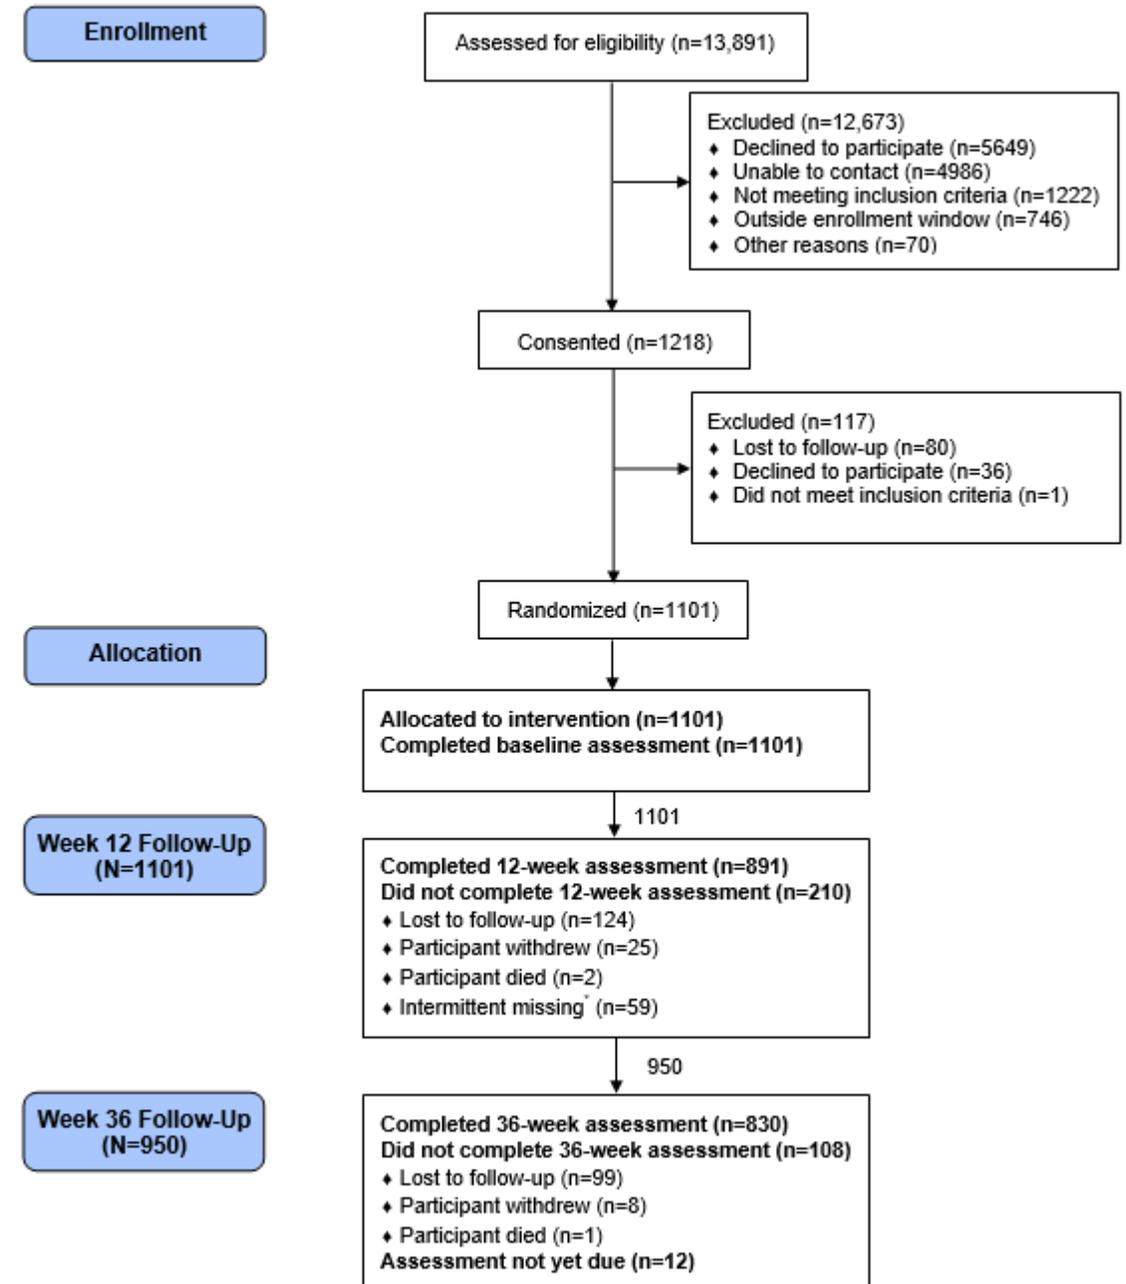 Enrollment
Assessed for eligibility (n=13,891)
Excluded (n=12,673)
♦ Declined to participate (n=5649)
♦ Unable to contact (n=4986)
♦ Not meeting inclusion criteria (n=1222)
♦ Outside enrollment window (n=746)
♦ Other reasons (n=70)
Consented (n=1218)
Excluded (n=117)
♦ Lost to follow-up (n=80)
♦ Declined to participate (n=36)
♦ Did not meet inclusion criteria (n=1)
Randomized (n=1101)
Allocation
Allocated to intervention (n=1101)
Completed baseline assessment (n=1101)
1101
Week 12 Follow-Up
(N=1101)
Completed 12-week assessment (n=891)
Did not complete 12-week assessment (n=210)
♦ Lost to follow-up (n=124)
♦ Participant withdrew (n=25)
♦ Participant died (n=2)
♦ Intermittent missing* (n=59)
950
Week 36 Follow-Up
(N=950)
Completed 36-week assessment (n=830)
Did not complete 36-week assessment (n=108)
♦ Lost to follow-up (n=99)
♦ Participant withdrew (n=8)
♦ Participant died (n=1)
Assessment not yet due (n=12)